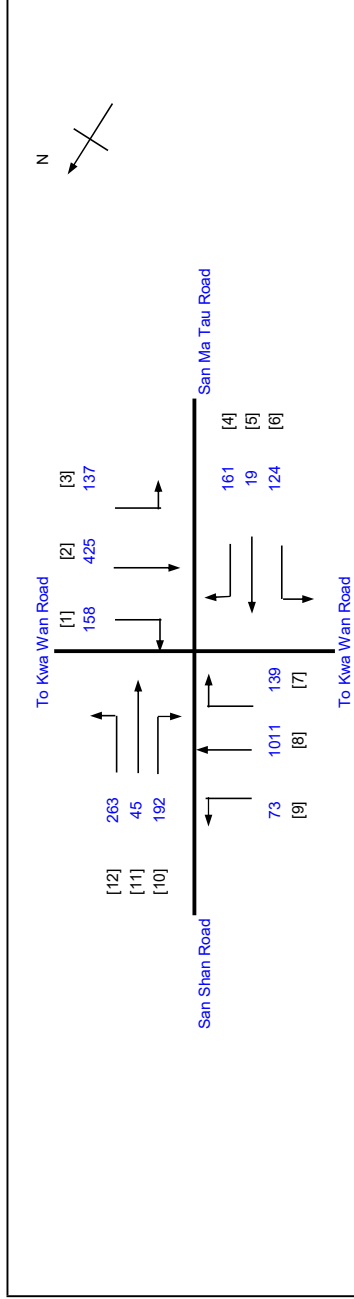 N
To Kwa Wan Road
[1] [2] [3]
158 425 137
[12] 263
[11] 45
[10] 192
San Ma Tau Road
San Shan Road
161 [4]
19 [5]
124 [6]
73 1011 139
[9] [8] [7]
To Kwa Wan Road